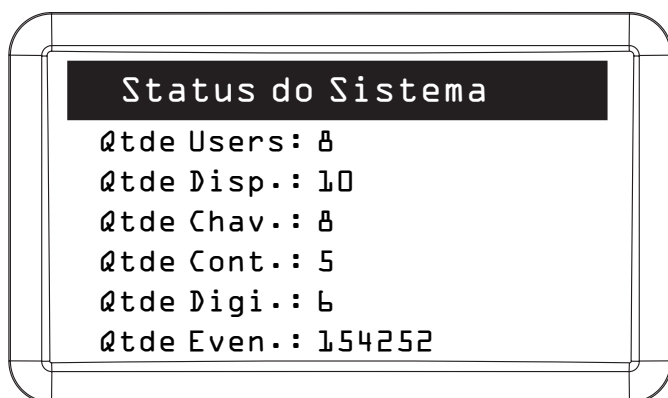 Status do Sistema
Qtde Users: 8
Qtde Disp.: 10
Qtde Chav.: 8
Qtde Cont.: 5
Qtde Digi.: 6
Qtde Even.: 154252